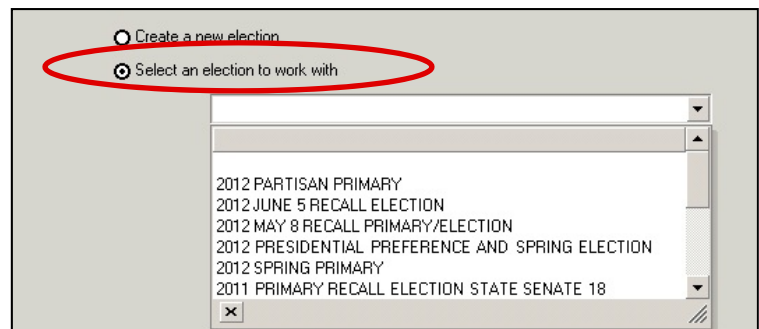 Create a new election
Select an election to work with
2012 PARTISAN PRIMARY
2012 JUNE 5 RECALL ELECTION
2012 MAY 8 RECALL PRIMARY/ELECTION
2012 PRESIDENTIAL PREFERENCE AND SPRING ELECTION
2012 SPRING PRIMARY
2011 PRIMARY RECALL ELECTION STATE SENATE 18